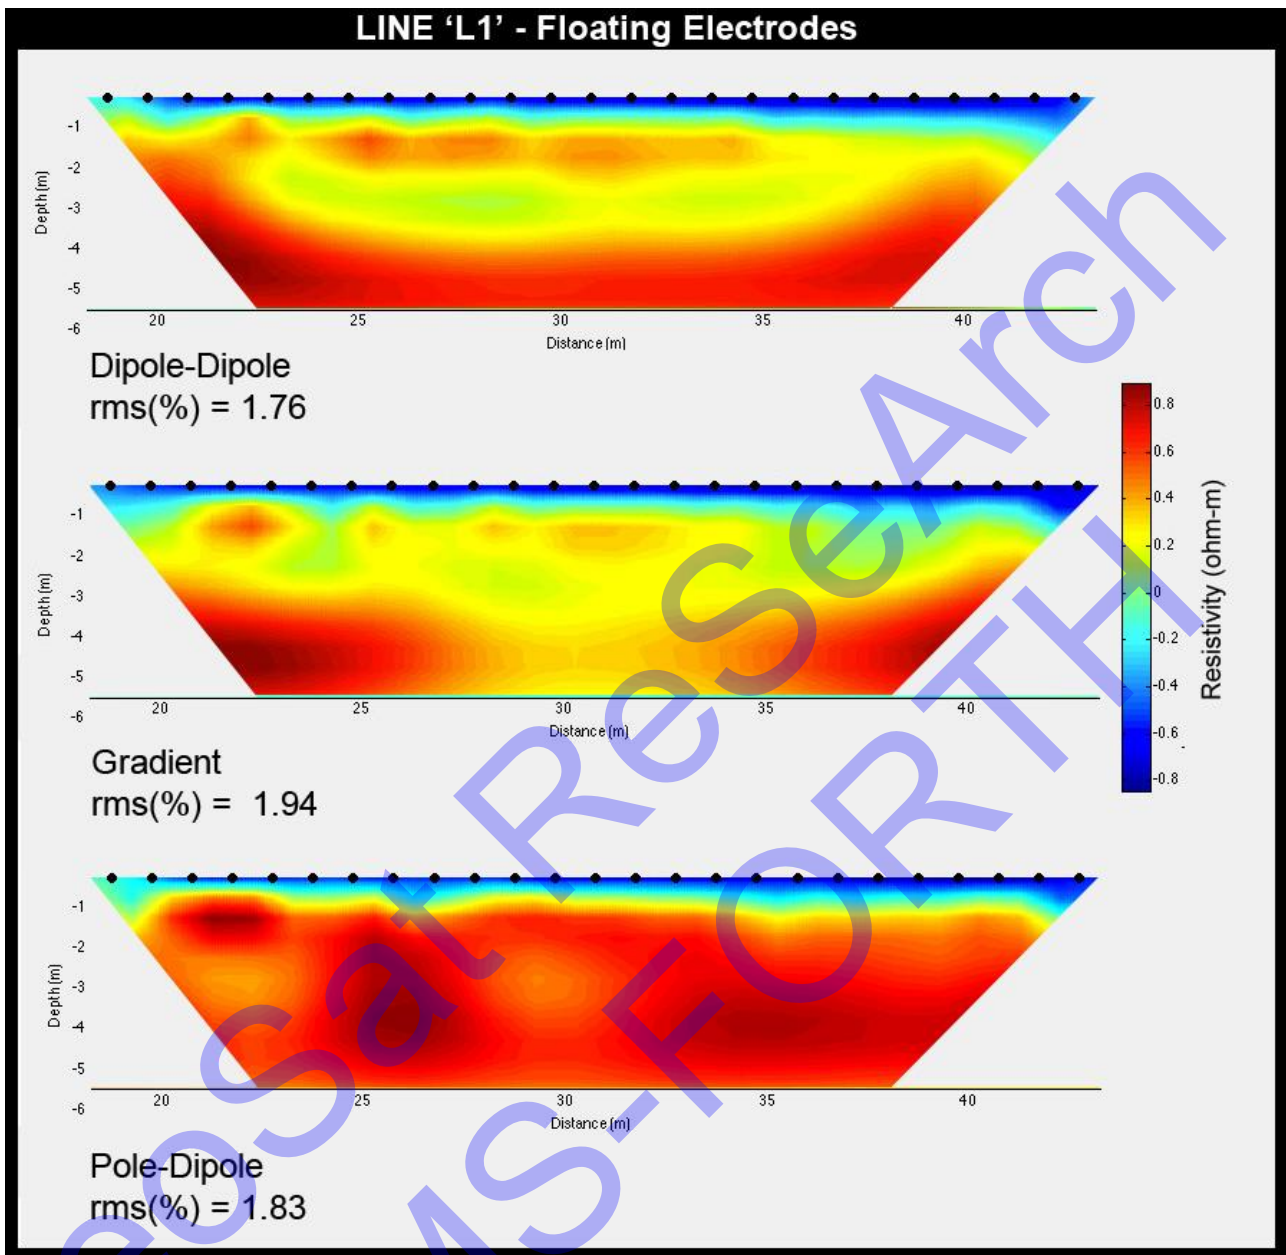 LINE ‘L1’ - Floating Electrodes
-1
-2
-3
-4
-5
-6
Depth(m)
20 25 30 35 40
Distance (m)
Dipole-Dipole
rms(%) = 1.76
-1
-2
-3
-4
-5
-6
Depth(m)
20 25 30 35 40
Distance (m)
Gradient
rms(%) = 1.94
0.8
0.6
0.4
0.2
0
-0.2
-0.4
-0.6
-0.8
Resistivity (ohm-m)
-1
-2
-3
-4
-5
-6
Depth(m)
20 25 30 35 40
Distance (m)
Pole-Dipole
rms(%) = 1.83
ReSeArch
MS-FORTH